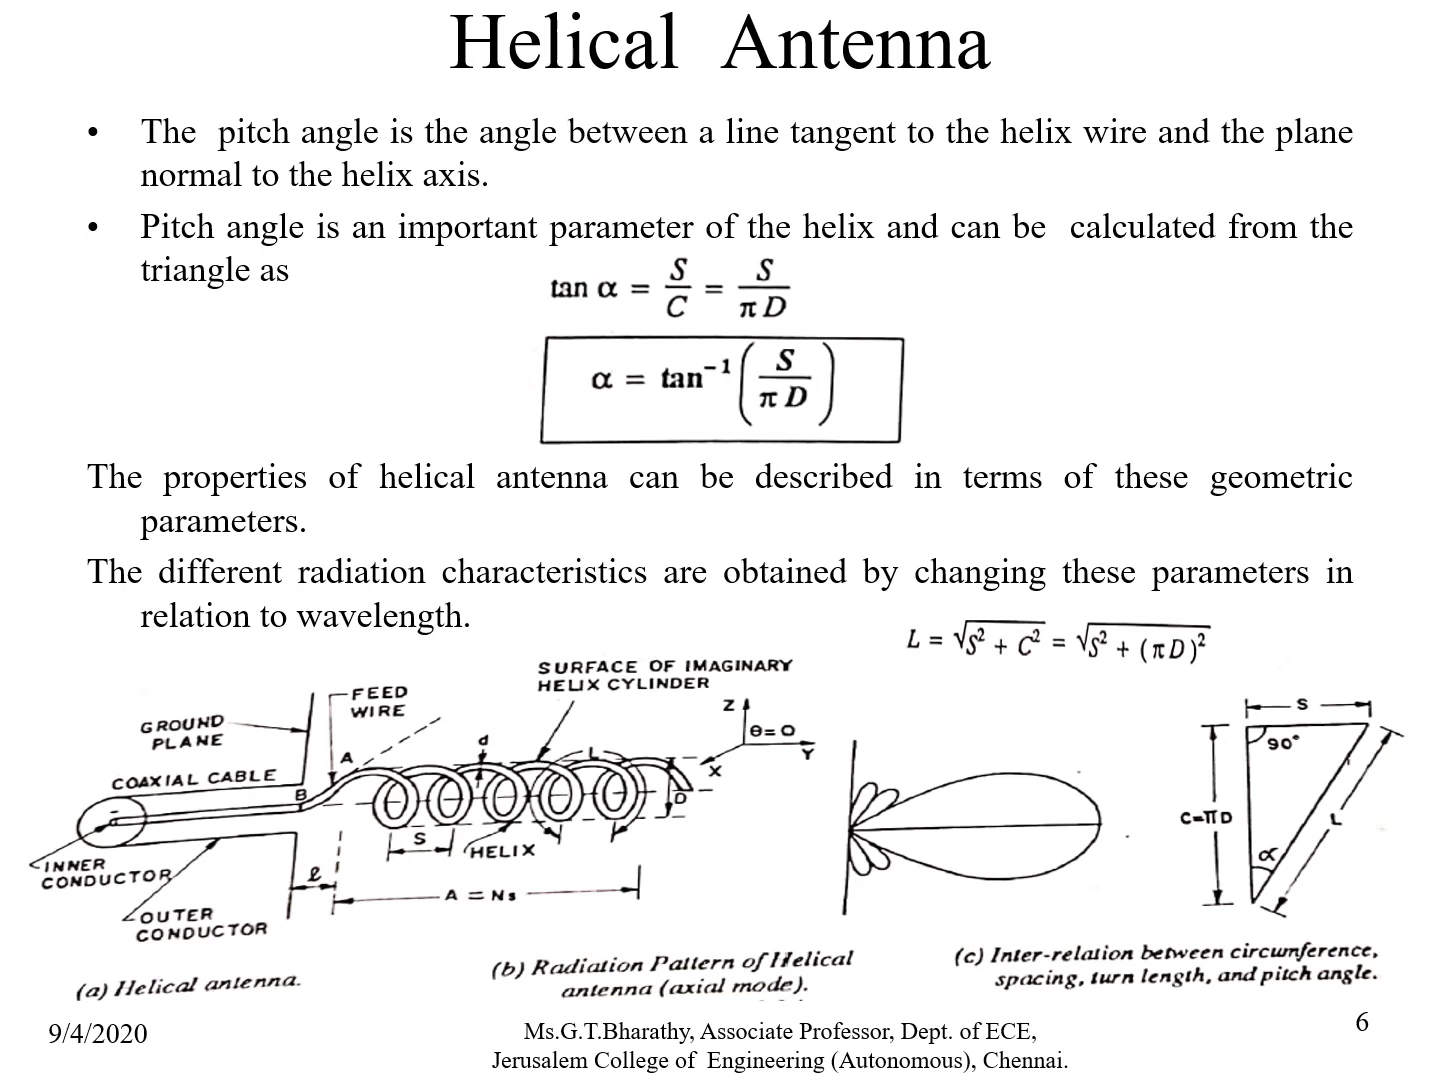 Helical Antenna
• The pitch angle is the angle between a line tangent to the helix wire and the plane
normal to the helix axis.
• Pitch angle is an important parameter of the helix and can be calculated from the
triangle as
tan α = S/C = S/(π D)
α = tan⁻¹ (S/(π D))
The properties of helical antenna can be described in terms of these geometric
parameters.
The different radiation characteristics are obtained by changing these parameters in
relation to wavelength.
L = √(S² + C²) = √(S² + (π D)²)
SURFACE OF IMAGINARY
HELIX CYLINDER
FEED
WIRE
GROUND
PLANE
COAXIAL CABLE
A
B
d
L
D
S
HELIX
INNER
CONDUCTOR
OUTER
CONDUCTOR
ℓ
A = Ns
Z
θ=0
Y
X
S
90°
C=πD
L
α
(a) Helical antenna.
(b) Radiation Pattern of Helical
antenna (axial mode).
(c) Inter-relation between circumference,
spacing, turn length, and pitch angle.
9/4/2020
Ms.G.T.Bharathy, Associate Professor, Dept. of ECE,
Jerusalem College of Engineering (Autonomous), Chennai.
6